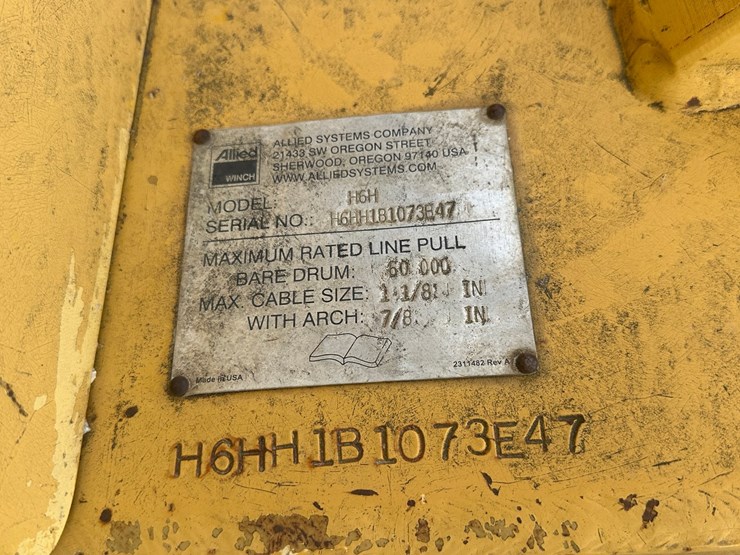 Allied
WINCH
ALLIED SYSTEMS COMPANY
21433 SW OREGON STREET
SHERWOOD, OREGON 97140 USA
WWW.ALLIEDSYSTEMS.COM
MODEL: H6H
SERIAL NO.: H6HH1B1073E47
MAXIMUM RATED LINE PULL
BARE DRUM: 60 000
MAX. CABLE SIZE: 1-1/8 IN
WITH ARCH: 7/8 IN
Made in USA
2311482 Rev A
H6HH1B1073E47